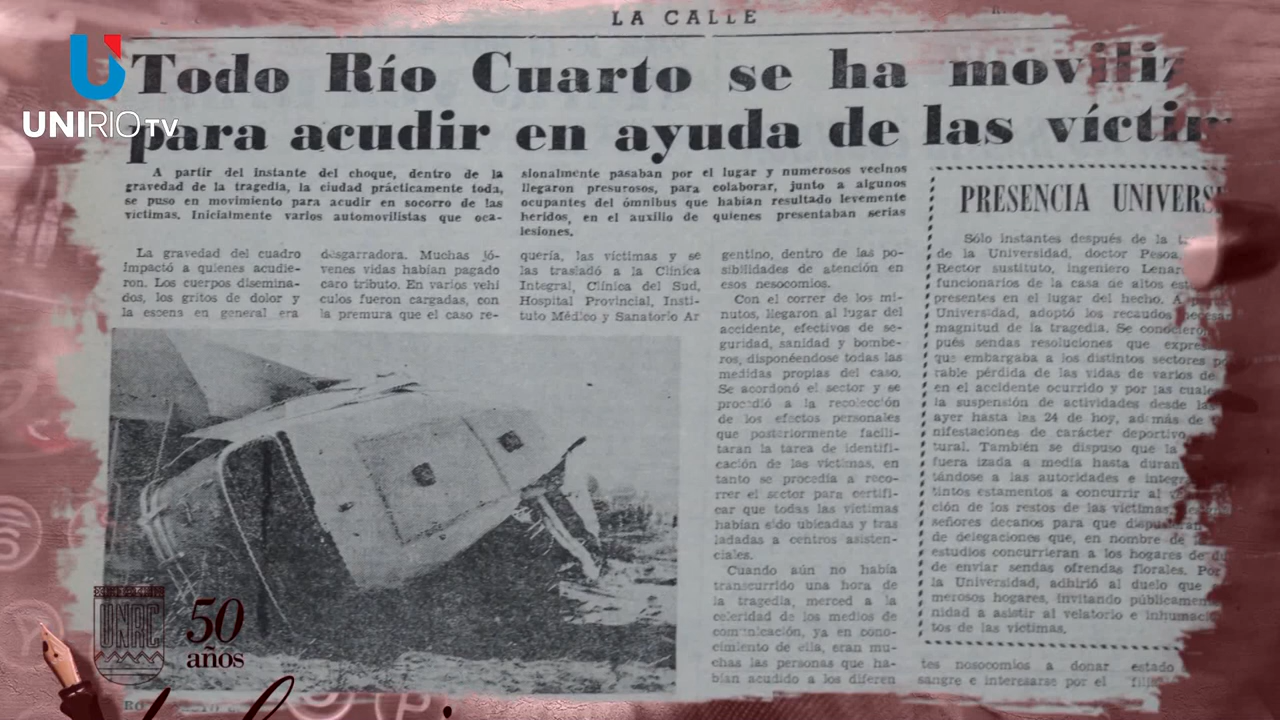 LA CALLE
UNIRIO TV
Todo Río Cuarto se ha moviliz
para acudir en ayuda de las vícti
A partir del instante del choque, dentro de la
gravedad de la tragedia, la ciudad prácticamente toda,
se puso en movimiento para acudir en socorro de las
víctimas. Inicialmente varios automovilistas que oca-
sionalmente pasaban por el lugar y numerosos vecinos
llegaron presurosos, para colaborar, junto a algunos
ocupantes del ómnibus que habían resultado levemente
heridos, en el auxilio de quienes presentaban serias
lesiones.
La gravedad del cuadro
impactó a quienes acudie-
ron. Los cuerpos disemina-
dos, los gritos de dolor y
la escena en general era
desgarradora. Muchas jó-
venes vidas habían pagado
caro tributo. En varios vehí
culos fueron cargadas, con
la premura que el caso re-
quería, las víctimas y se
las trasladó a la Clínica
Integral, Clínica del Sud,
Hospital Provincial, Insti-
tuto Médico y Sanatorio Ar
gentino, dentro de las po-
sibilidades de atención en
esos nesocomios.
Con el correr de los mi-
nutos, llegaron al lugar del
accidente, efectivos de se-
guridad, sanidad y bombe-
ros, disponéendose todas las
medidas propias del caso.
Se acordonó el sector y se
procedió a la recolección
de los efectos personales
que posteriormente facili-
taran la tarea de identifi-
cación de las víctimas, en
tanto se procedía a reco-
rrer el sector para certifi-
car que todas las víctimas
habían sido ubicadas y tras
ladadas a centros asisten-
ciales.
Cuando aún no había
transcurrido una hora de
la tragedia, merced a la
celeridad de los medios de
comunicación, ya en cono-
cimiento de ella, eran mu-
chas las personas que ha-
bían acudido a los diferen
PRESENCIA UNIVERS
Sólo instantes después de la
de la Universidad, doctor Pesoa,
Rector sustituto, ingeniero Lenar
funcionarios de la casa de altos est
presentes en el lugar del hecho. A
Universidad, adoptó los recaudos necesar
magnitud de la tragedia. Se conocieron
pués sendas resoluciones que expres
que embargaba a los distintos sectores po
rable pérdida de las vidas de varios de
en el accidente ocurrido y por las cual
la suspensión de actividades desde las
ayer hasta las 24 de hoy, además de
nifestaciones de carácter deportivo
tural. También se dispuso que la
fuera izada a media hasta duran
tándose a las autoridades e integr
tintos estamentos a concurrir al
ción de los restos de las víctimas,
señores decanos para que dispusieran
de delegaciones que, en nombre de
estudios concurrieran a los hogares de du
de enviar sendas ofrendas florales. Por
la Universidad, adhirió al duelo que
merosos hogares, invitando públicamen
nidad a asistir al velatorio e inhumac
tos de las víctimas.
tes nosocomios a donar
sangre e interesarse por el
estado
UNRC
50
años